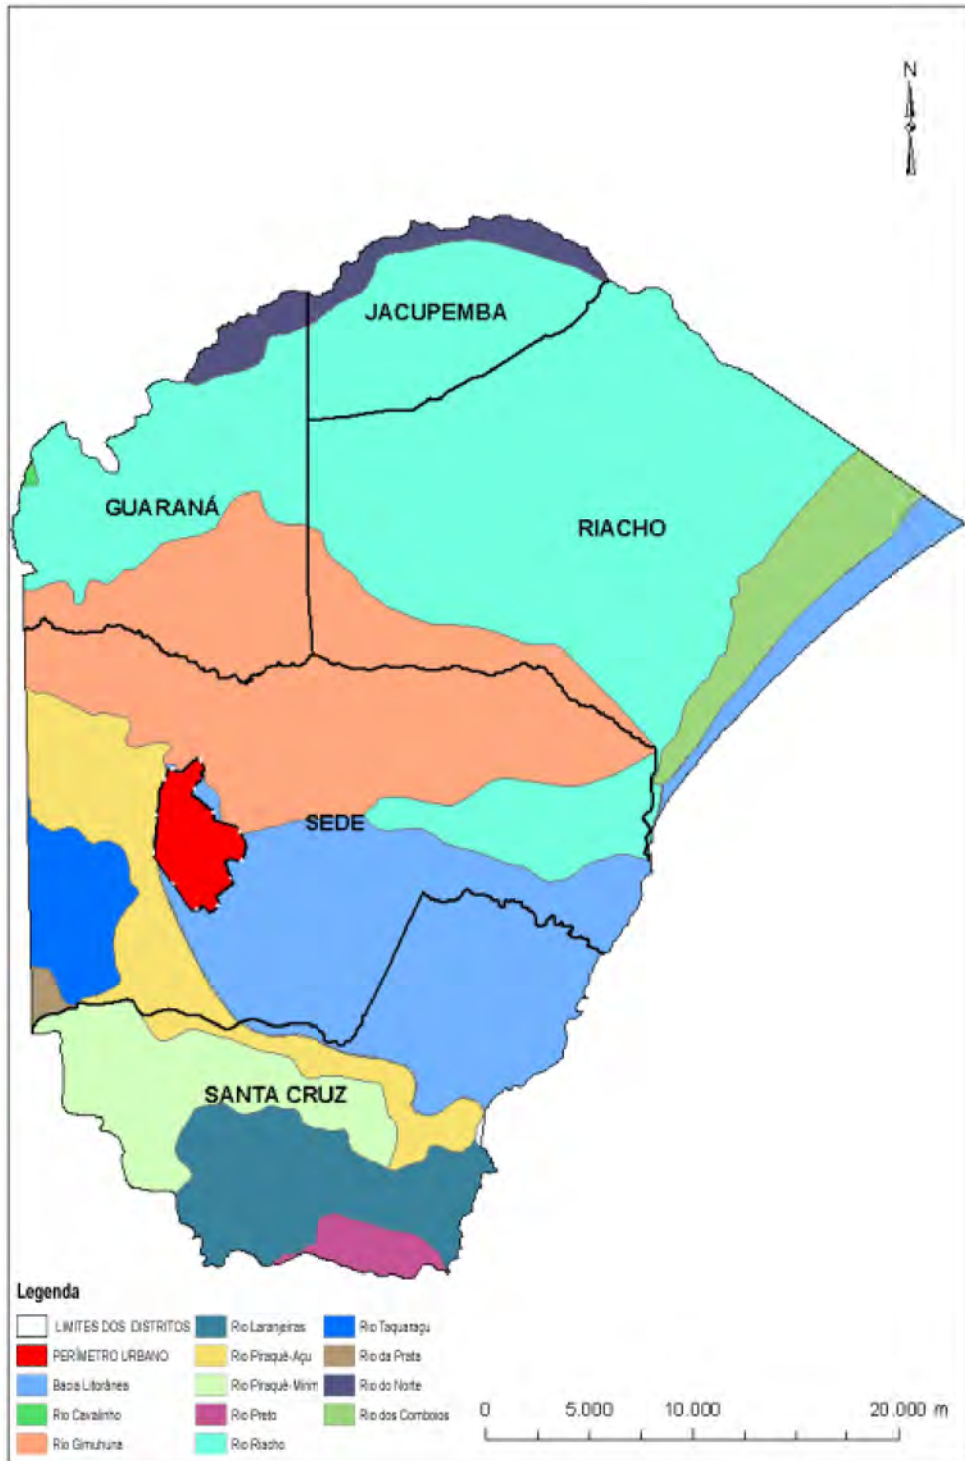 N
JACUPEMBA
GUARANÁ
RIACHO
SEDE
SANTA CRUZ
Legenda
LIMITES DOS DISTRITOS
PERÍMETRO URBANO
Bacia Litorânea
Rio Cavalinho
Rio Gimuhuna
Rio Laranjeiras
Rio Piraquê-Açu
Rio Piraquê-Mirim
Rio Preto
Rio Riacho
Rio Taquaraçu
Rio da Prata
Rio do Norte
Rio dos Comboios
0 5.000 10.000 20.000 m